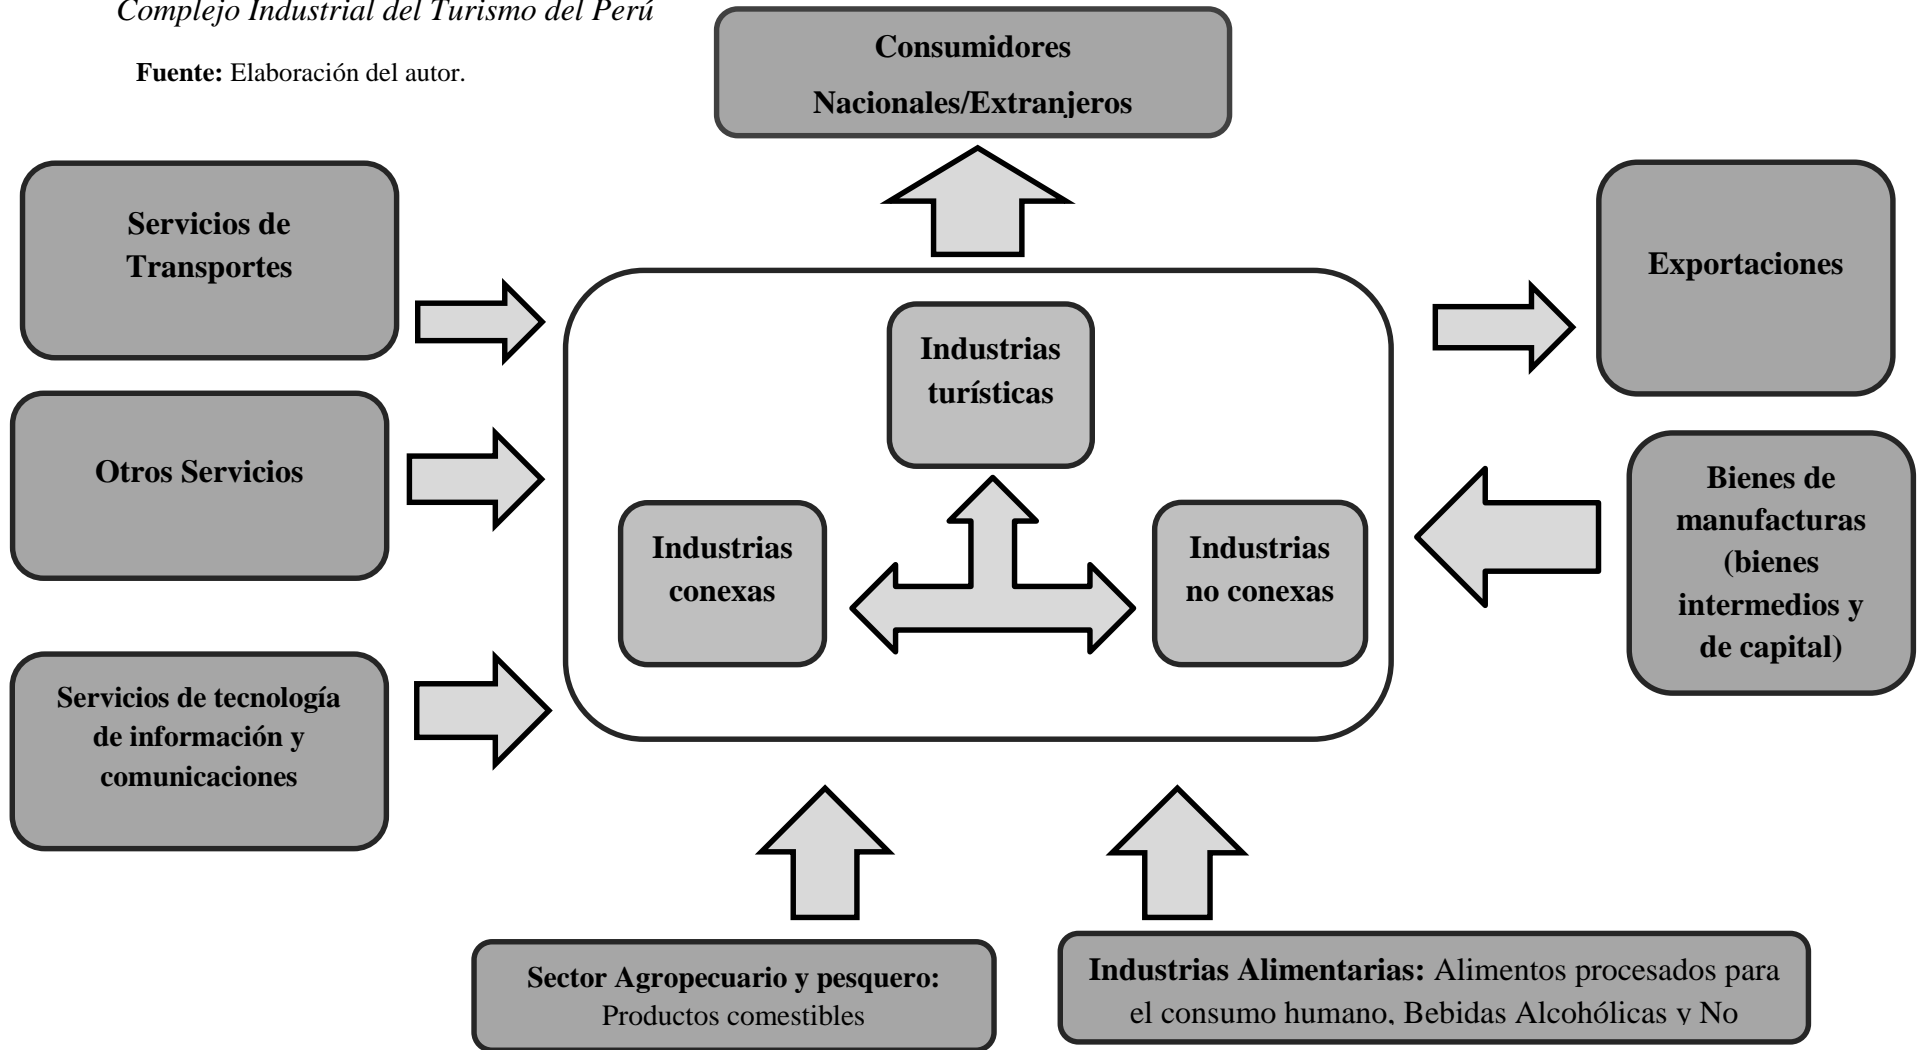 Complejo Industrial del Turismo del Perú
Fuente: Elaboración del autor.
Consumidores
Nacionales/Extranjeros
Servicios de
Transportes
Exportaciones
Industrias
turísticas
Otros Servicios
Bienes de
manufacturas
(bienes
intermedios y
de capital)
Industrias
conexas
Industrias
no conexas
Servicios de tecnología
de información y
comunicaciones
Sector Agropecuario y pesquero:
Productos comestibles
Industrias Alimentarias: Alimentos procesados para
el consumo humano, Bebidas Alcohólicas y No